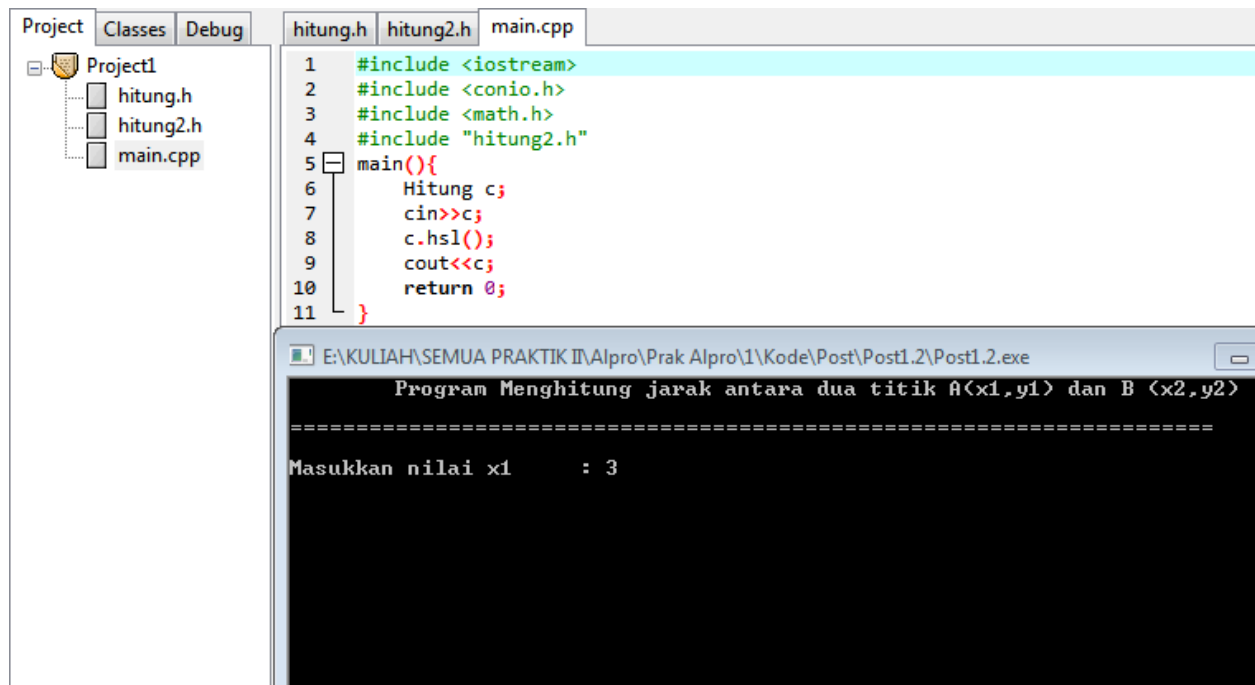 Project Classes Debug
Project1
hitung.h
hitung2.h
main.cpp
hitung.h hitung2.h main.cpp
1 #include <iostream>
2 #include <conio.h>
3 #include <math.h>
4 #include "hitung2.h"
5 main(){
6 Hitung c;
7 cin>>c;
8 c.hsl();
9 cout<<c;
10 return 0;
11 }
E:\KULIAH\SEMUA PRAKTIK II\Alpro\Prak Alpro\1\Kode\Post\Post1.2\Post1.2.exe
Program Menghitung jarak antara dua titik A(x1,y1) dan B (x2,y2)
======================================================================
Masukkan nilai x1 : 3